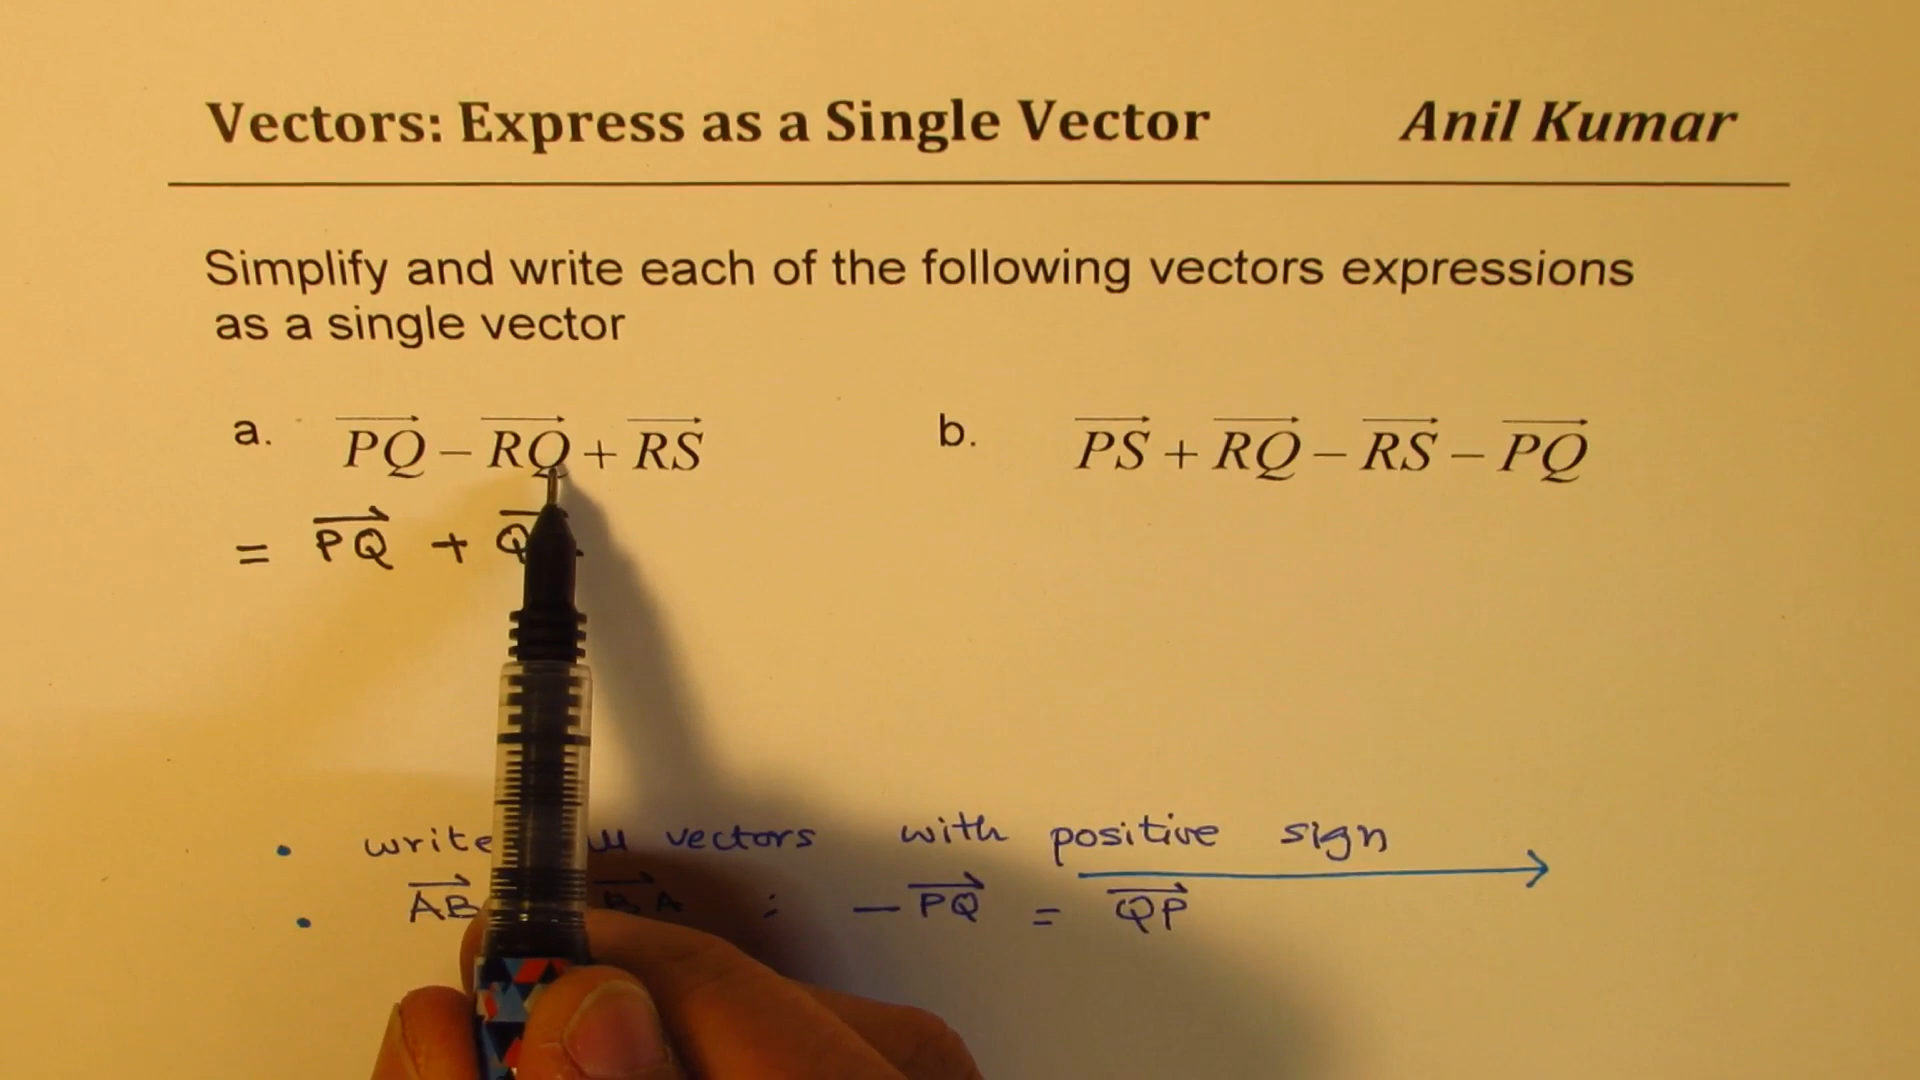 Vectors: Express as a Single Vector Anil Kumar
Simplify and write each of the following vectors expressions
as a single vector
a. PQ − RQ + RS b. PS + RQ − RS − PQ
= PQ +
• write vectors with positive sign
• AB BA : − PQ = QP